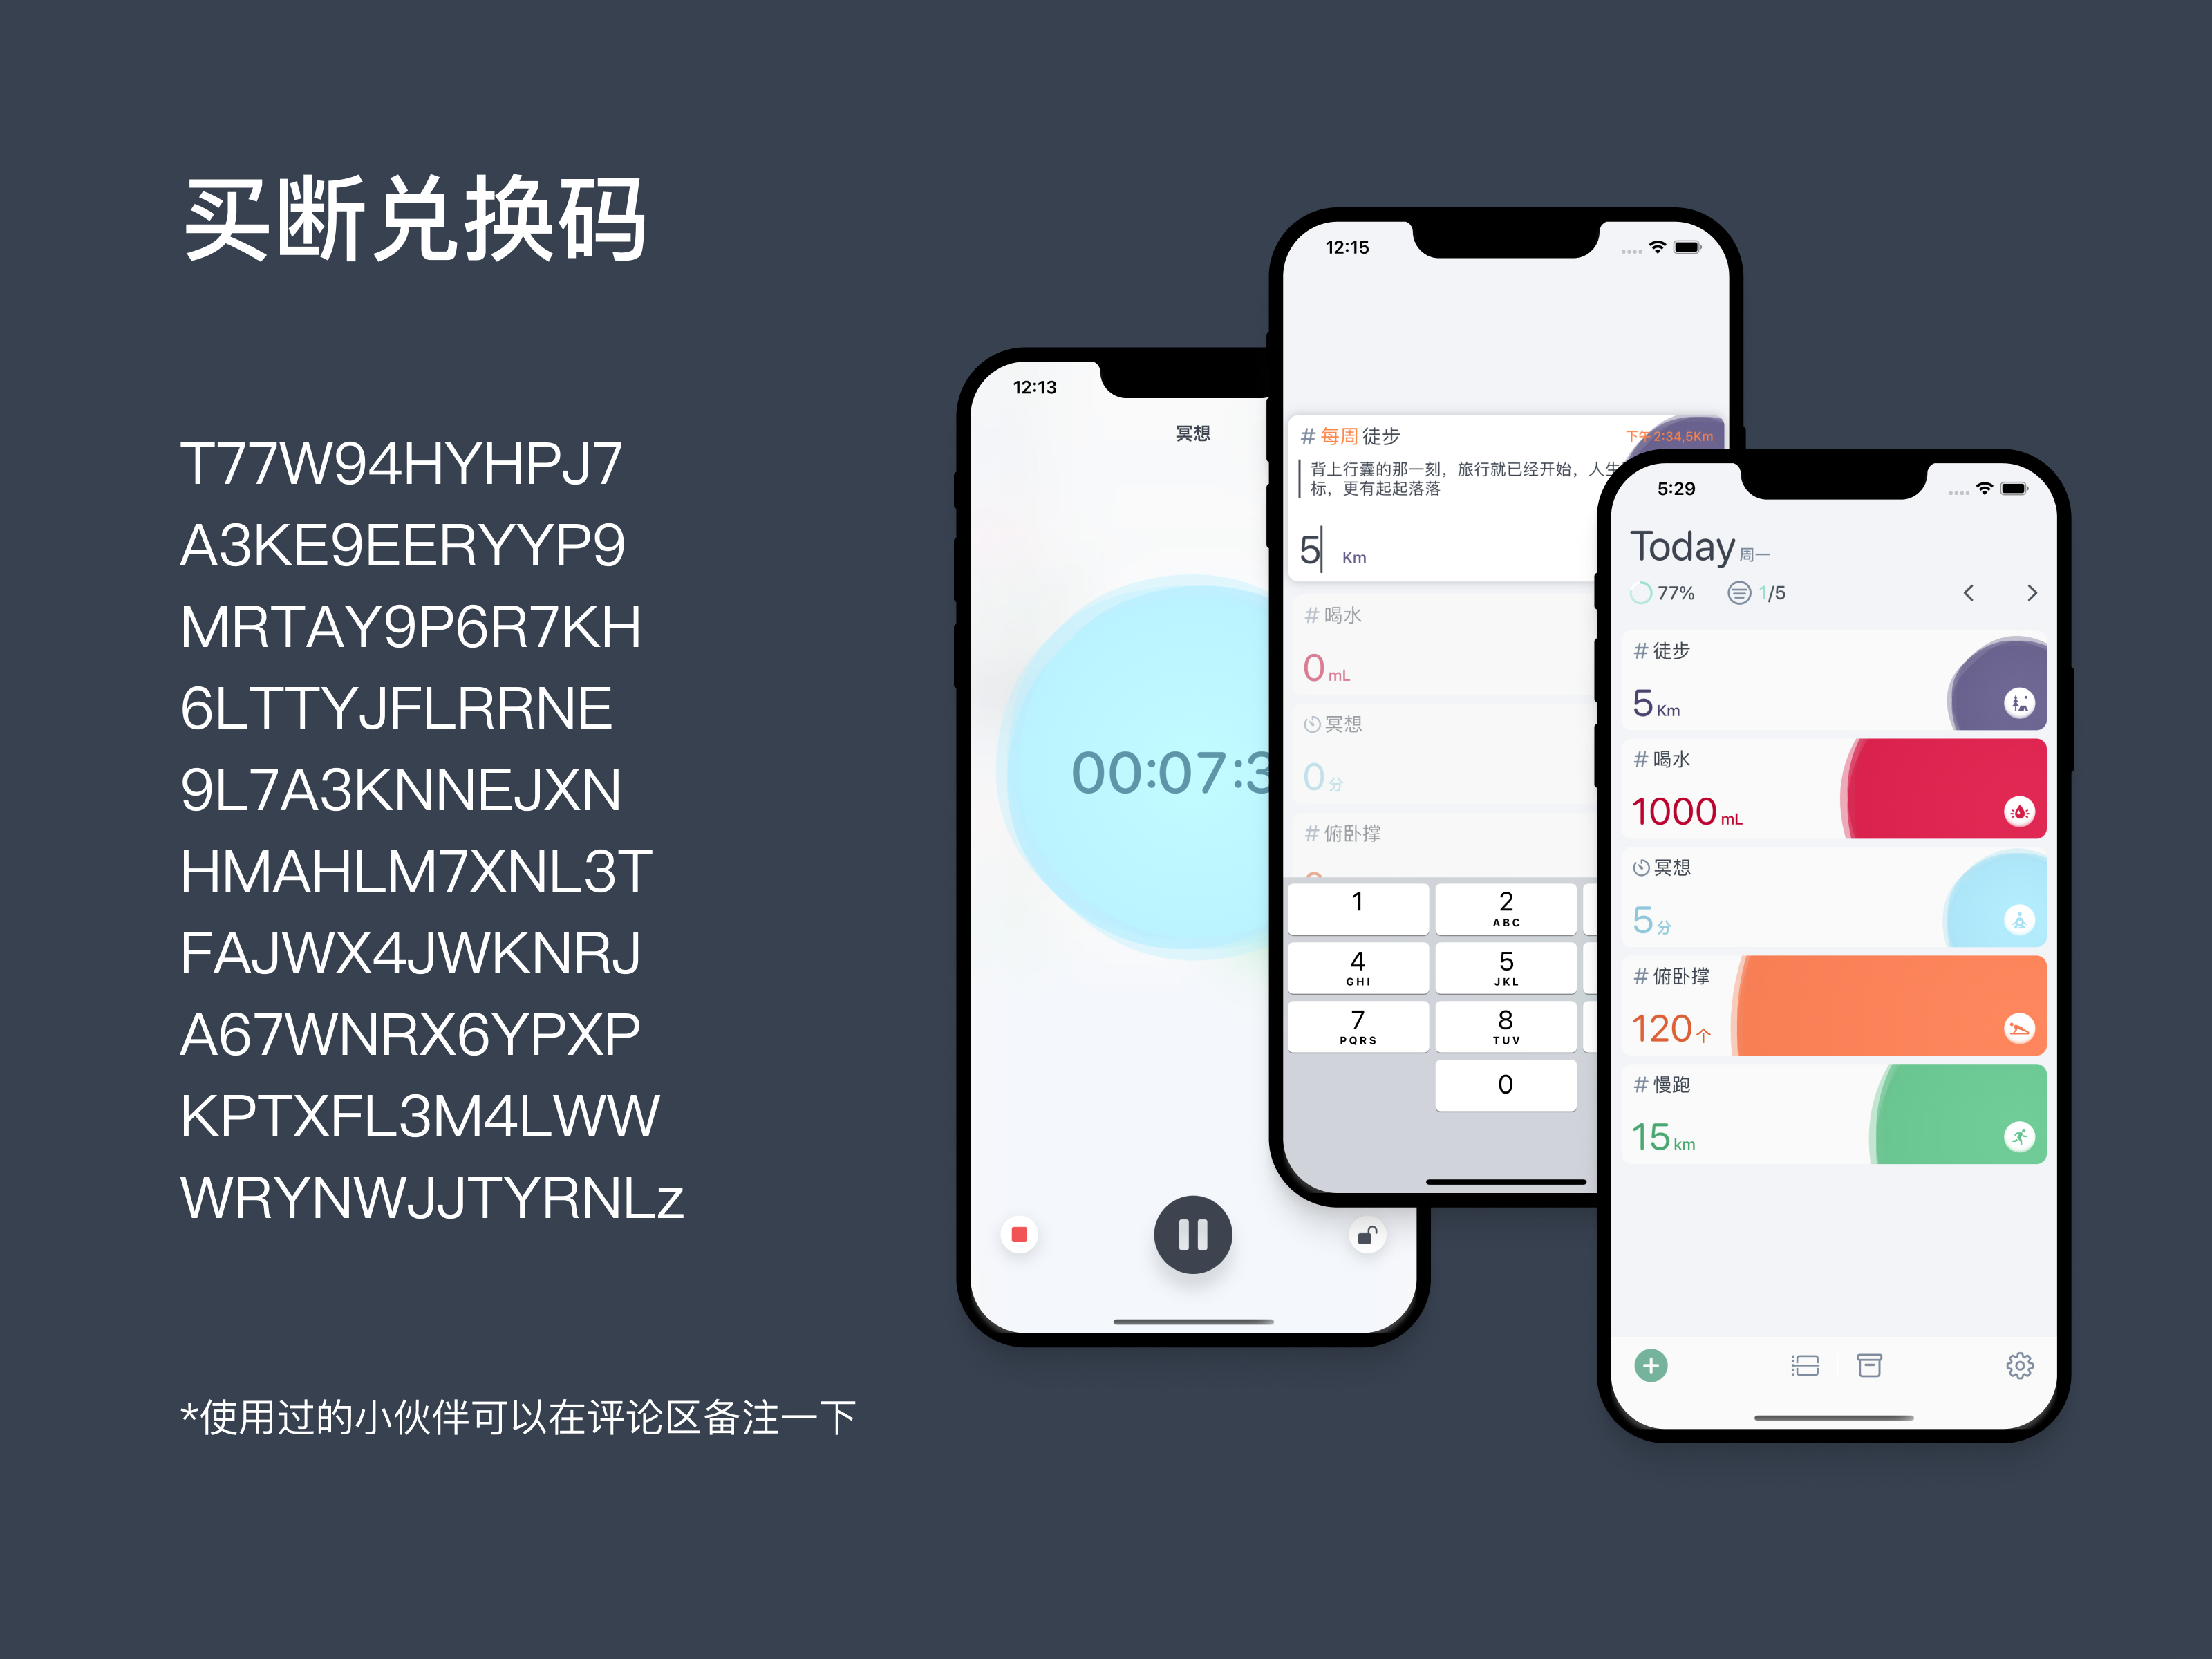 买断兑换码
T77W94HYHPJ7
A3KE9EERYYP9
MRTAY9P6R7KH
6LTTYJFLRRNE
9L7A3KNNEJXN
HMAHLM7XNL3T
FAJWX4JWKNRJ
A67WNRX6YPXP
KPTXFL3M4LWW
WRYNWJJTYRNLz
*使用过的小伙伴可以在评论区备注一下
12:13
冥想
00:07:3
12:15
# 每周 徒步
下午 2:34,5Km
背上行囊的那一刻，旅行就已经开始，人生
标，更有起起落落
5 Km
# 喝水
0 mL
冥想
0 分
# 俯卧撑
1
2
ABC
4
GHI
5
JKL
7
PQRS
8
TUV
0
5:29
Today 周一
77% 1/5
# 徒步
5 Km
# 喝水
1000 mL
冥想
5 分
# 俯卧撑
120 个
# 慢跑
15 km